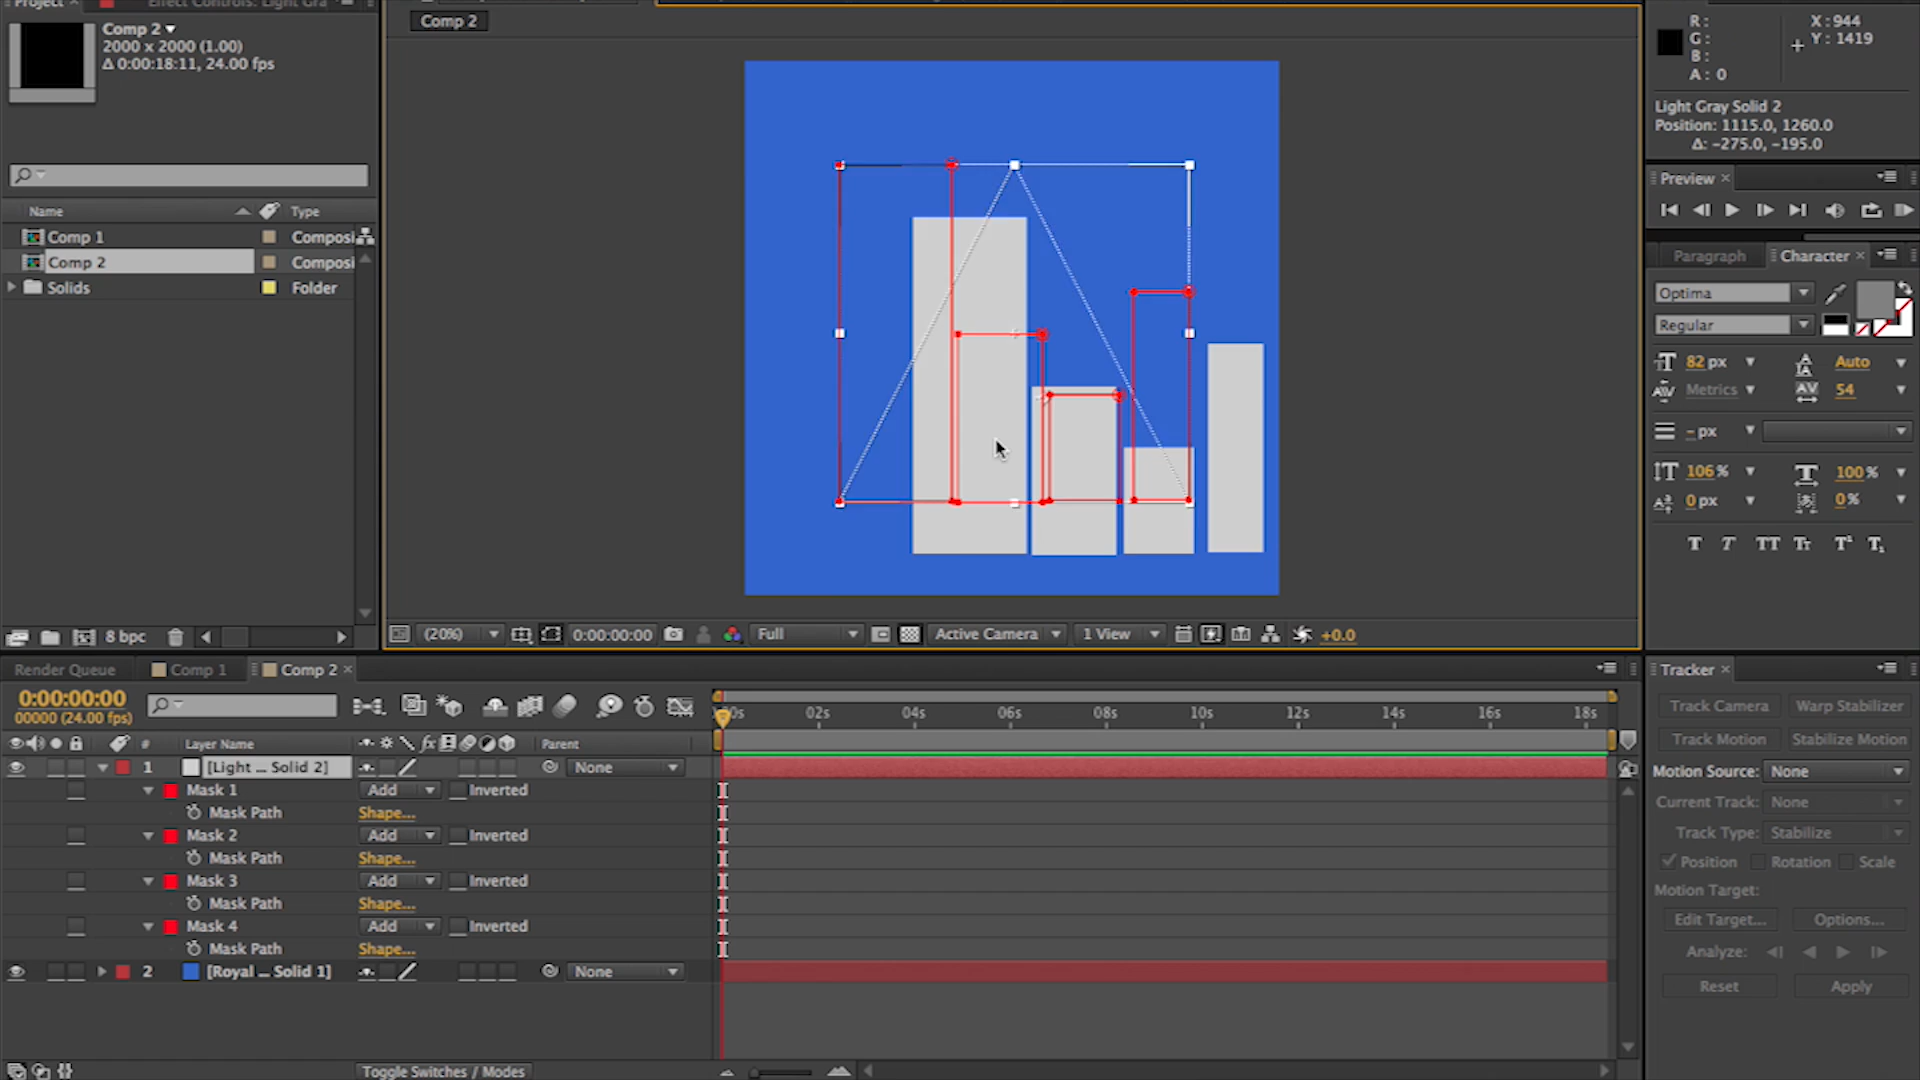 Project ×
Effect Controls: Light Gra
Comp 2
2000 x 2000 (1.00)
Δ 0:00:18:11, 24.00 fps
Name
Type
Comp 1
Composi
Comp 2
Composi
Solids
Folder
8 bpc
Comp 2
(20%)
0:00:00:00
Full
Active Camera
1 View
+0.0
R :
G :
B :
A : 0
X : 944
Y : 1419
Light Gray Solid 2
Position: 1115.0, 1260.0
Δ: -275.0, -195.0
Preview ×
Paragraph
Character ×
Optima
Regular
82 px
Auto
Metrics
54
- px
106 %
100 %
0 px
0 %
T T TT Tr T¹ T₁
Render Queue
Comp 1
Comp 2 ×
0:00:00:00
00000 (24.00 fps)
0s 02s 04s 06s 08s 10s 12s 14s 16s 18s
# Layer Name
Parent
1 [Light ... Solid 2]
None
Mask 1
Add
Inverted
Mask Path
Shape...
Mask 2
Add
Inverted
Mask Path
Shape...
Mask 3
Add
Inverted
Mask Path
Shape...
Mask 4
Add
Inverted
Mask Path
Shape...
2 [Royal ... Solid 1]
None
Toggle Switches / Modes
Tracker ×
Track Camera
Warp Stabilizer
Track Motion
Stabilize Motion
Motion Source: None
Current Track: None
Track Type: Stabilize
Position
Rotation
Scale
Motion Target:
Edit Target...
Options...
Analyze:
Reset
Apply